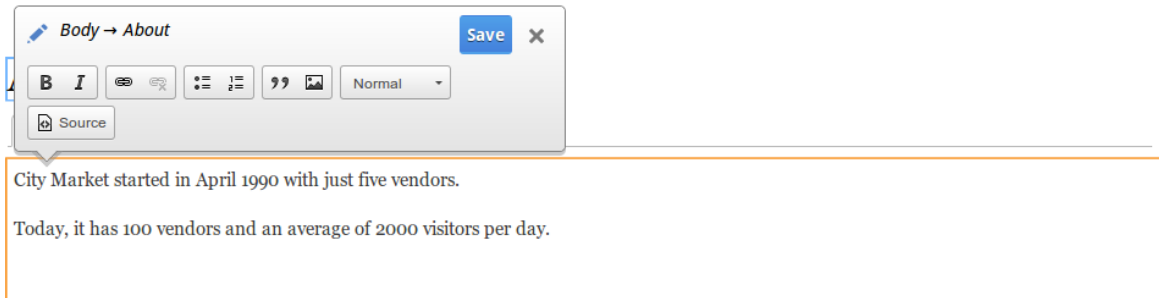 Body → About
Save
B I
Normal
Source
City Market started in April 1990 with just five vendors.
Today, it has 100 vendors and an average of 2000 visitors per day.